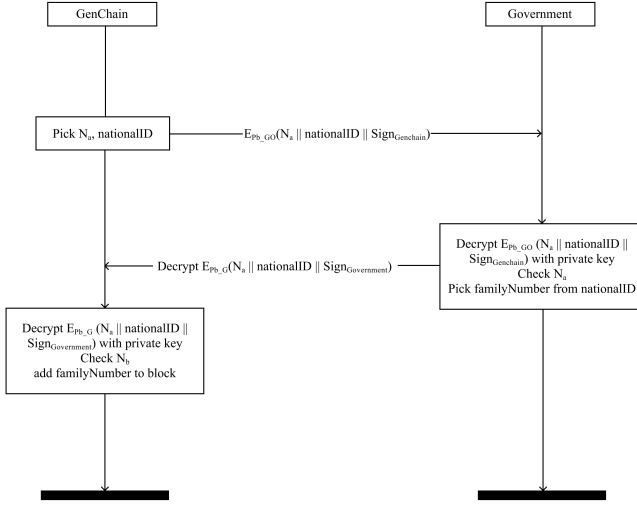 GenChain
Government
Pick Na, nationalID
EPb_GO(Na || nationalID || SignGenchain)
Decrypt EPb_GO (Na || nationalID ||
SignGenchain) with private key
Check Na
Pick familyNumber from nationalID
Decrypt EPb_G(Na || nationalID || SignGovernment)
Decrypt EPb_G (Na || nationalID ||
SignGovernment) with private key
Check Nb
add familyNumber to block